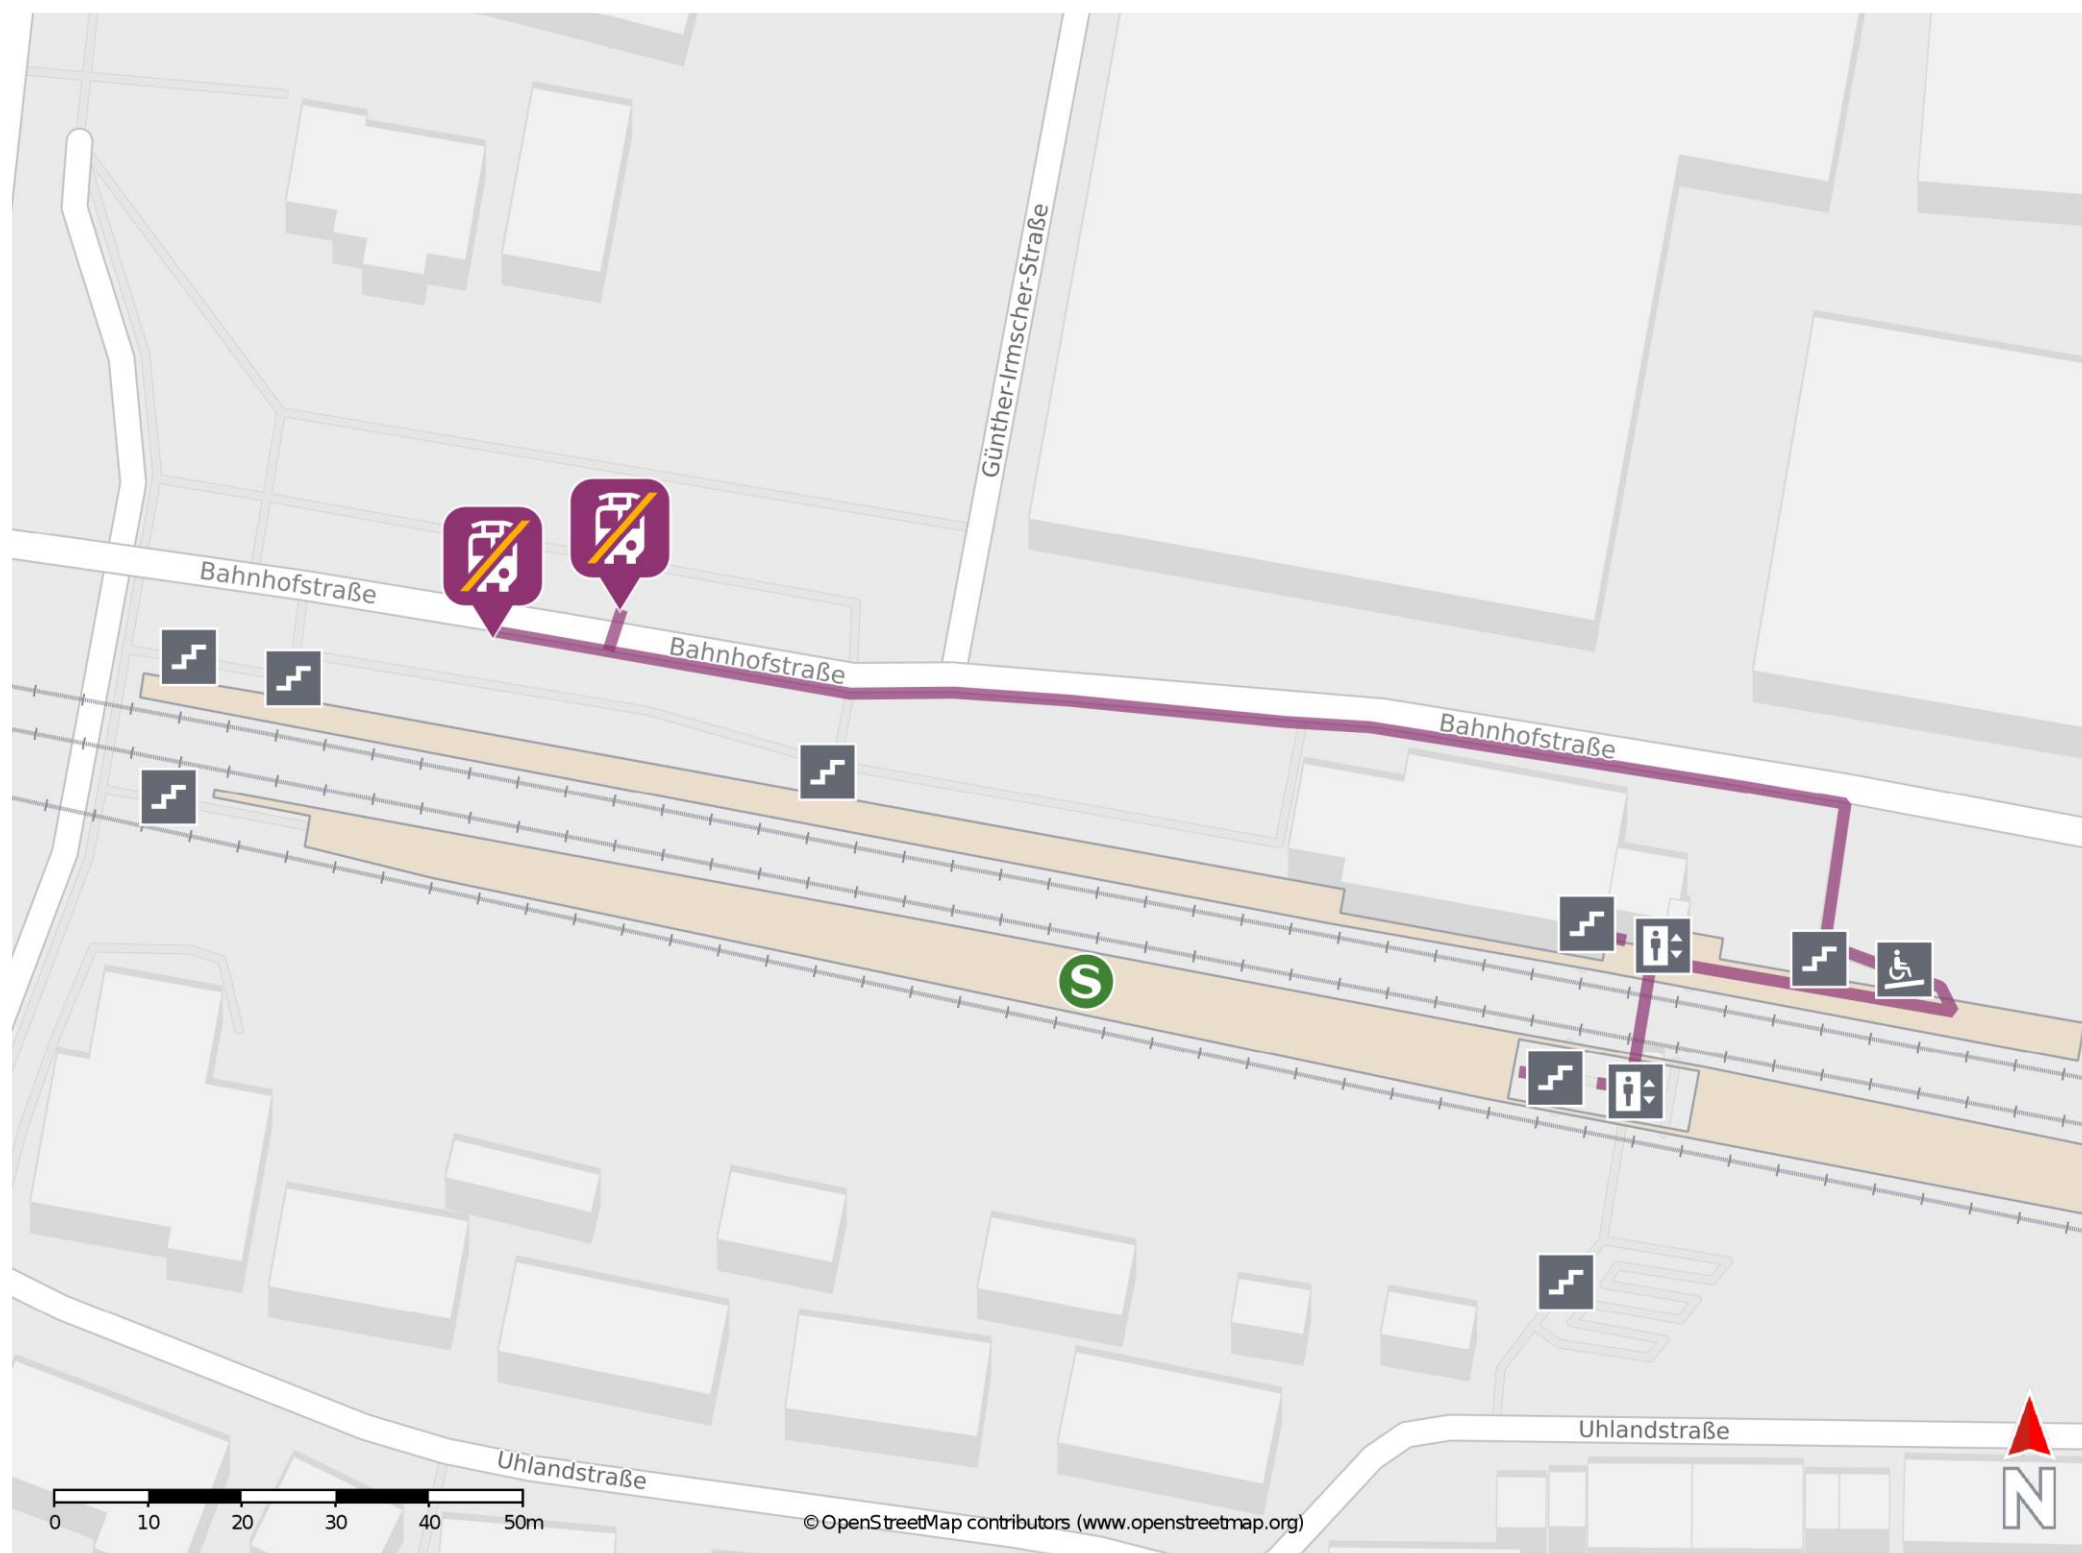 Günther-Irmscher-Straße
Bahnhofstraße
Bahnhofstraße
Bahnhofstraße
S
Uhlandstraße
Uhlandstraße
N
0 10 20 30 40 50m
© OpenStreetMap contributors (www.openstreetmap.org)